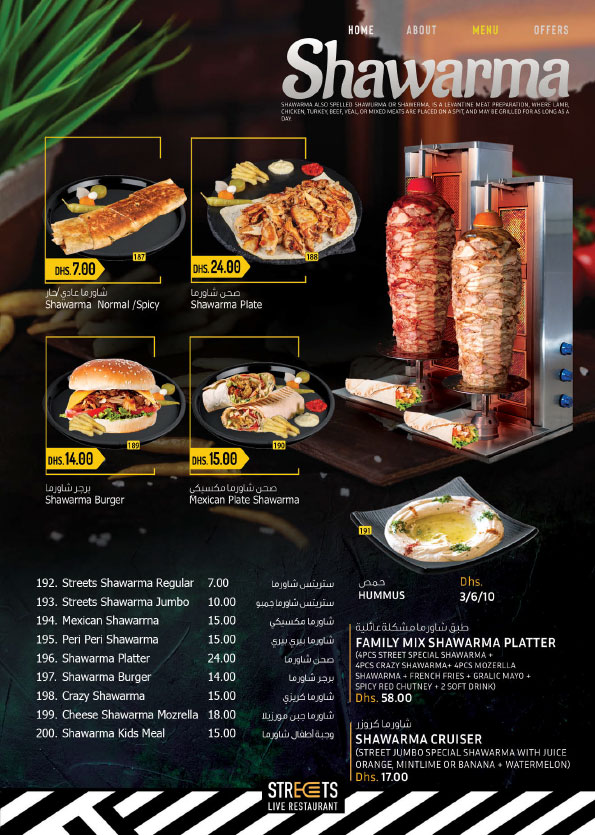 HOME ABOUT MENU OFFERS
Shawarma
SHAWARMA ALSO SPELLED SHAWURMA OR SHAWERMA, IS A LEVANTINE MEAT PREPARATION, WHERE LAMB,
CHICKEN, TURKEY, BEEF, VEAL, OR MIXED MEATS ARE PLACED ON A SPIT, AND MAY BE GRILLED FOR AS LONG AS A
DAY.
187
DHS. 7.00
شاورما عادي/حار
Shawarma Normal /Spicy
188
DHS. 24.00
صحن شاورما
Shawarma Plate
189
DHS. 14.00
برجر شاورما
Shawarma Burger
190
DHS. 15.00
صحن شاورما مكسيكي
Mexican Plate Shawarma
191
حمص Dhs.
HUMMUS 3/6/10
192. Streets Shawarma Regular 7.00 ستريتس شاورما
193. Streets Shawarma Jumbo 10.00 ستريتس شاورما جمبو
194. Mexican Shawarma 15.00 شاورما مكسيكي
195. Peri Peri Shawarma 15.00 شاورما بيري بيري
196. Shawarma Platter 24.00 صحن شاورما
197. Shawarma Burger 14.00 برجر شاورما
198. Crazy Shawarma 15.00 شاورما كريزي
199. Cheese Shawarma Mozrella 18.00 شاورما جبن موزريلا
200. Shawarma Kids Meal 15.00 وجبة أطفال شاورما
طبق شاورما مشكلة عائلية
FAMILY MIX SHAWARMA PLATTER
(4PCS STREET SPECIAL SHAWARMA +
4PCS CRAZY SHAWARMA+ 4PCS MOZERLLA
SHAWARMA + FRENCH FRIES + GRALIC MAYO +
SPICY RED CHUTNEY + 2 SOFT DRINK)
Dhs. 58.00
شاورما كروزر
SHAWARMA CRUISER
(STREET JUMBO SPECIAL SHAWARMA WITH JUICE
ORANGE, MINTLIME OR BANANA + WATERMELON)
Dhs. 17.00
STREETS
LIVE RESTAURANT